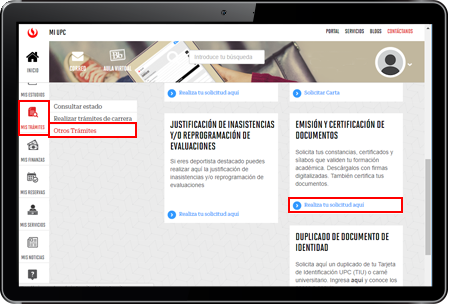 MI UPC
PORTAL SERVICIOS BLOGS CONTÁCTANOS
INICIO
CORREO
AULA VIRTUAL
Introduce tu búsqueda
MIS ESTUDIOS
MIS TRÁMITES
MIS FINANZAS
MIS RESERVAS
MIS SERVICIOS
MIS NOTICIAS
Consultar estado
Realizar trámites de carrera
Otros Trámites
Realiza tu solicitud aquí
Solicitar Carta
JUSTIFICACIÓN DE INASISTENCIAS
Y/O REPROGRAMACIÓN DE
EVALUACIONES
Si eres deportista destacado puedes
realizar aquí la justificación de
inasistencias y/o reprogramación de
evaluaciones
Realiza tu solicitud aquí
EMISIÓN Y CERTIFICACIÓN DE
DOCUMENTOS
Solicita tus constancias, certificados y
sílabos que validen tu formación
académica. Descárgalos con firmas
digitalizadas. También certifica tus
documentos.
Realiza tu solicitud aquí
DUPLICADO DE DOCUMENTO DE
IDENTIDAD
Solicita aquí un duplicado de tu Tarjeta
de Identificación UPC (TIU) o carné
universitario. Ingresa aquí y conoce los